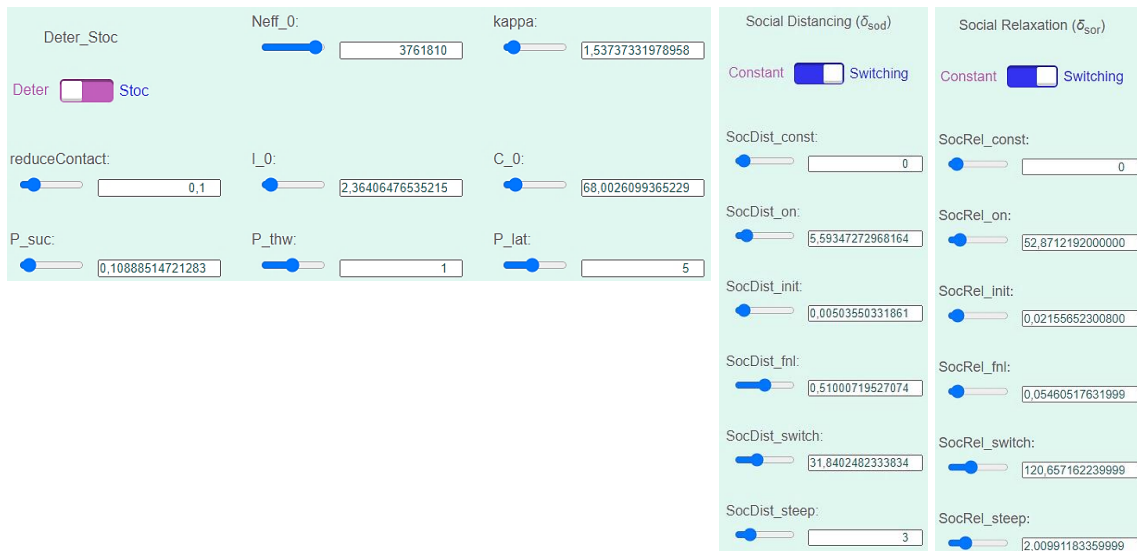 Deter_Stoc
Neff_0:
3761810
kappa:
1,53737331978958
Deter
Stoc
reduceContact:
0,1
I_0:
2,36406476535215
C_0:
68,0026099365229
P_suc:
0,10888514721283
P_thw:
1
P_lat:
5
Social Distancing (δsod)
Constant
Switching
SocDist_const:
0
SocDist_on:
5,59347272968164
SocDist_init:
0,00503550331861
SocDist_fnl:
0,51000719527074
SocDist_switch:
31,8402482333834
SocDist_steep:
3
Social Relaxation (δsor)
Constant
Switching
SocRel_const:
0
SocRel_on:
52,8712192000000
SocRel_init:
0,02155652300800
SocRel_fnl:
0,05460517631999
SocRel_switch:
120,657162239999
SocRel_steep:
2,00991183359999